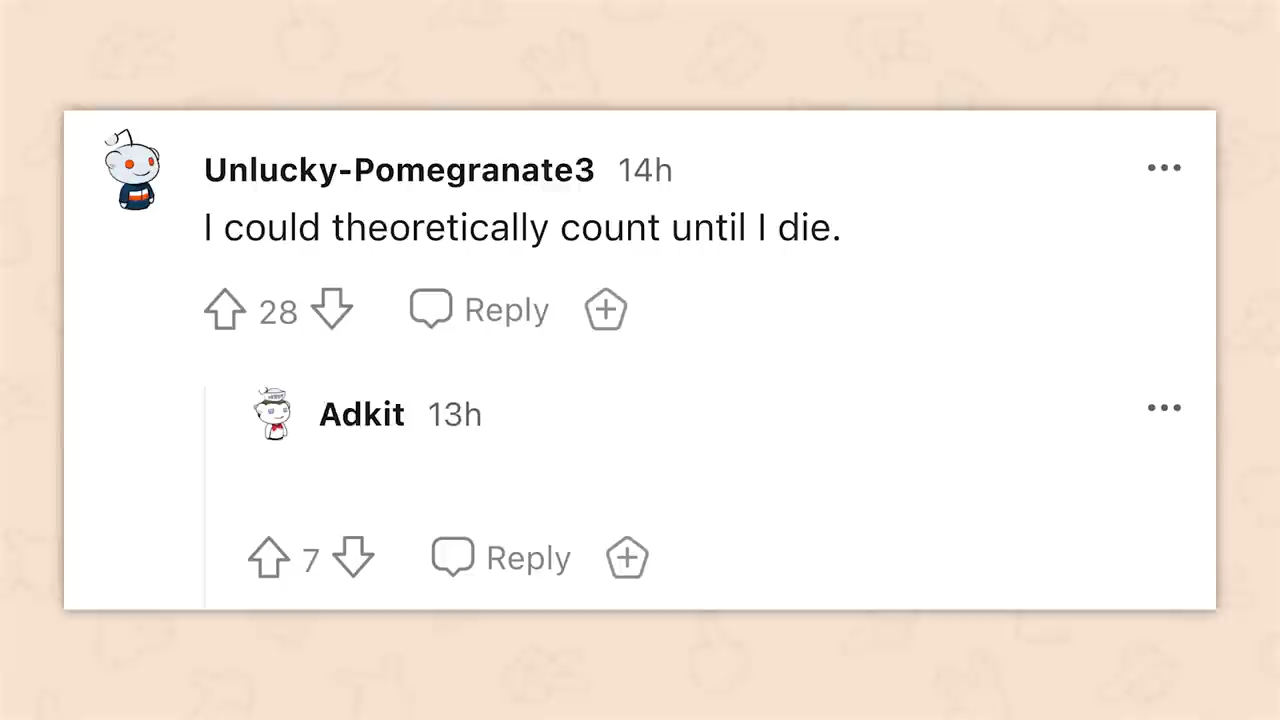 Unlucky-Pomegranate3 14h
I could theoretically count until I die.
28 Reply
Adkit 13h
7 Reply